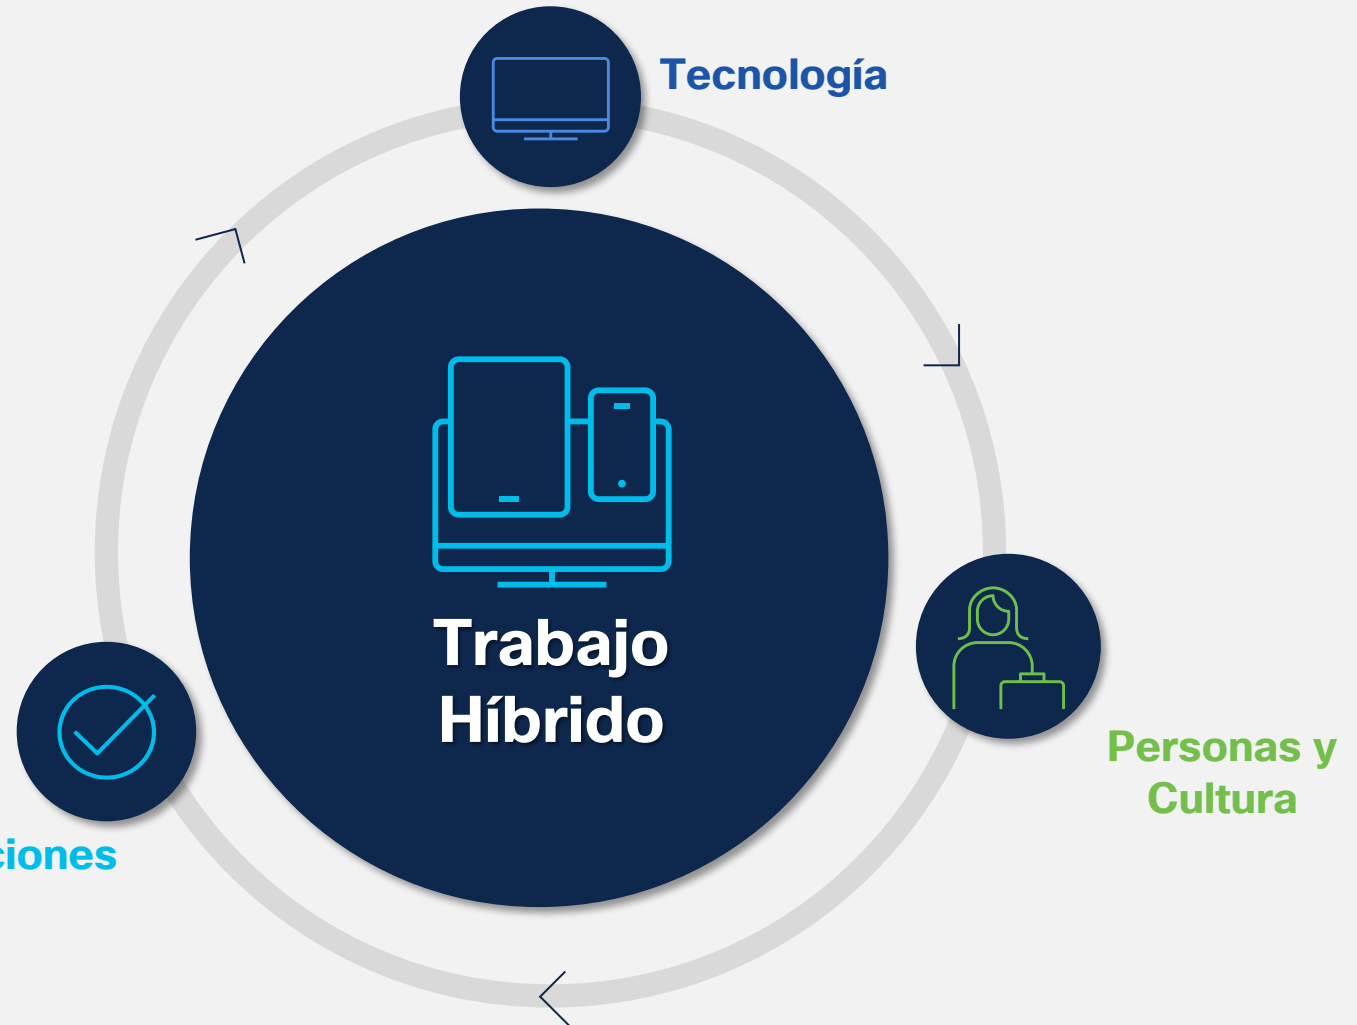 Tecnología
Trabajo
Híbrido
Personas y
Cultura
ciones